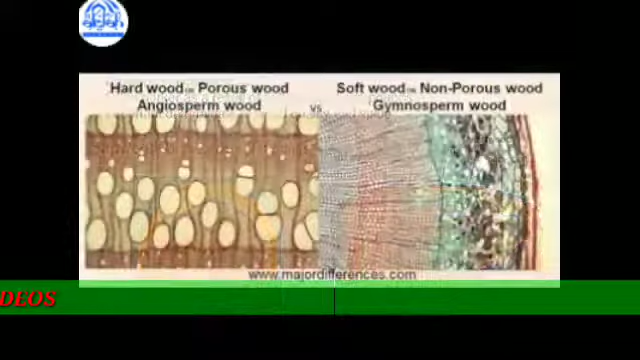 Hard wood or Porous wood
Angiosperm wood
vs
Soft wood or Non-Porous wood
Gymnosperm wood
www.majordifferences.com
DEOS